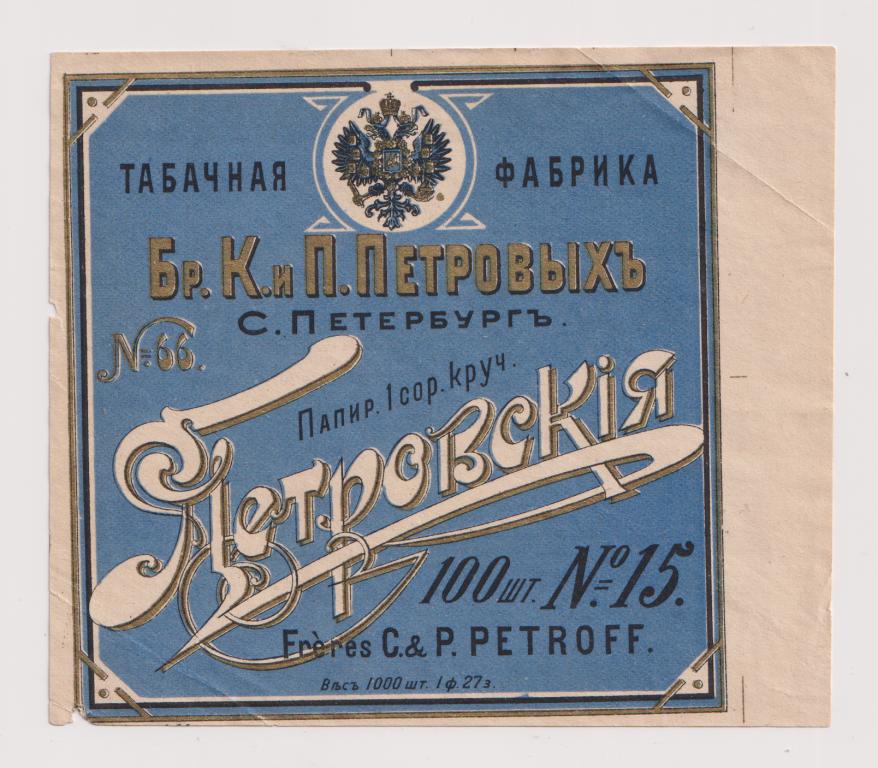 ТАБАЧНАЯ ФАБРИКА
Бр. К. и П. ПЕТРОВЫХЪ
С. ПЕТЕРБУРГЪ.
№ 66.
Папир. 1 сор. круч.
Петровскія
100 шт. № 15.
Frères C. & P. PETROFF.
Вѣсъ 1000 шт. 1 ф. 27 з.